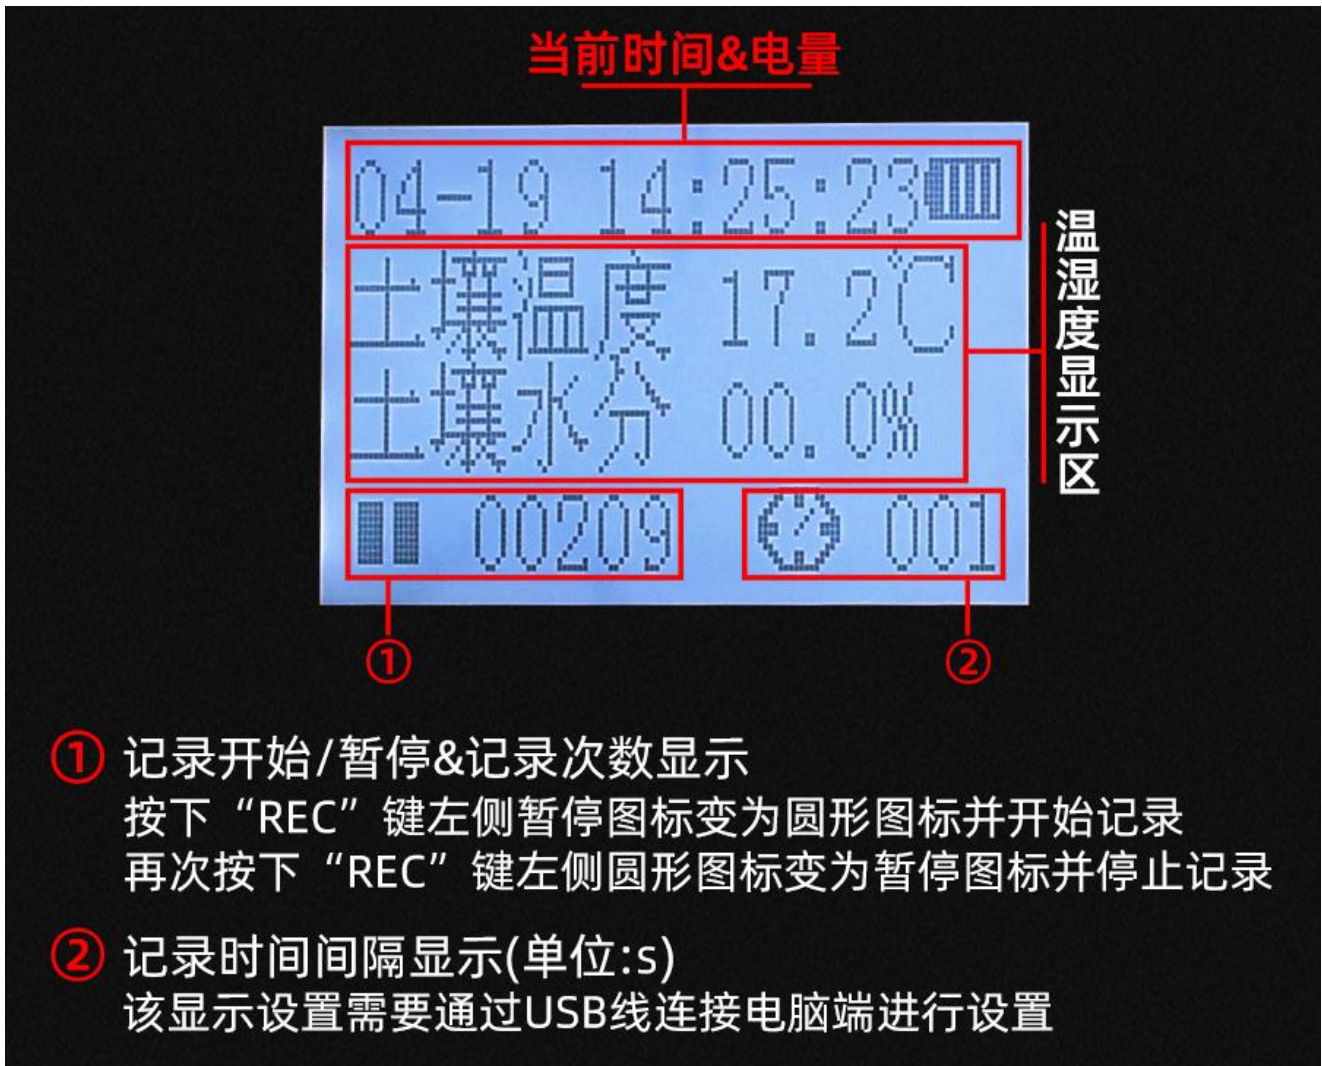 当前时间&电量
04-19 14:25:23
土壤温度 17.2℃
土壤水分 00.0%
温湿度显示区
00209
001
①
②
① 记录开始/暂停&记录次数显示
按下“REC”键左侧暂停图标变为圆形图标并开始记录
再次按下“REC”键左侧圆形图标变为暂停图标并停止记录
② 记录时间间隔显示(单位:s)
该显示设置需要通过USB线连接电脑端进行设置